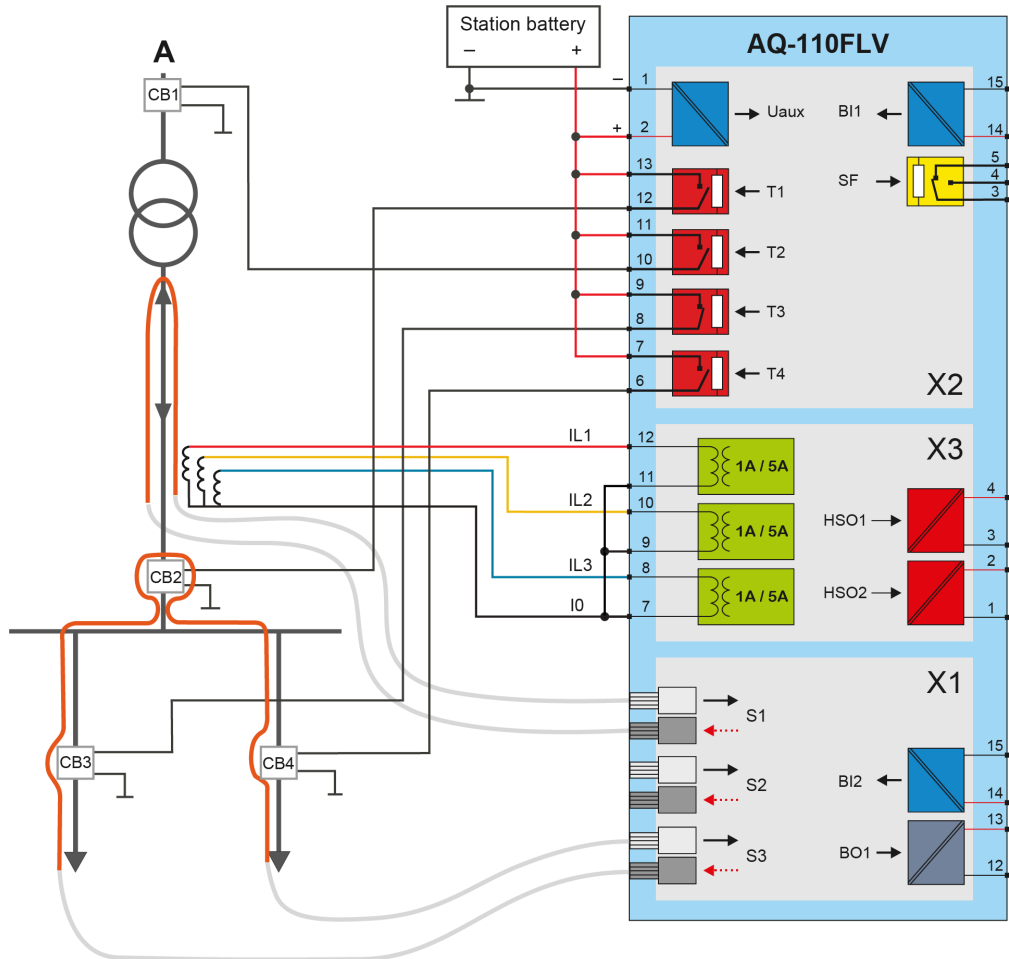 Station battery
– +
AQ-110FLV
A
CB1
– 1
Uaux
BI1
15
+ 2
14
13
T1
12
SF
5
4
3
11
T2
10
9
T3
8
7
T4
6
X2
IL1
12
1A / 5A
11
X3
IL2
10
1A / 5A
9
HSO1
4
3
IL3
8
1A / 5A
I0
7
HSO2
2
1
CB2
X1
S1
S2
S3
BI2
15
14
BO1
13
12
CB3
CB4